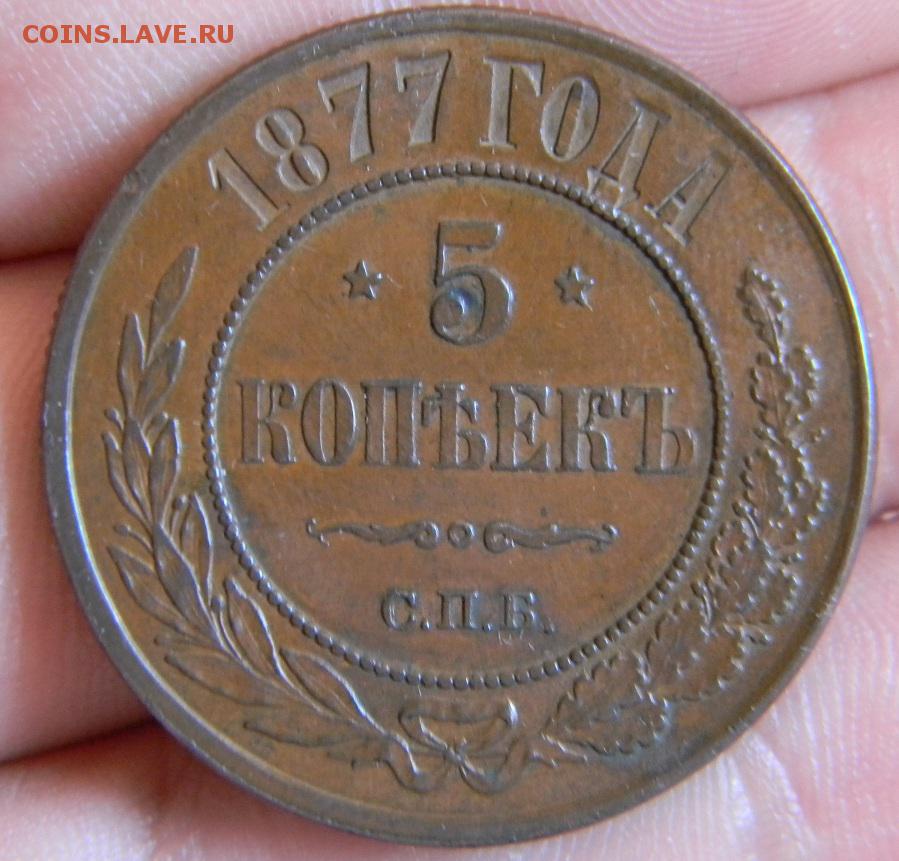 COINS.LAVE.RU
1877 ГОДА
5
КОПѢЕКЪ
С.П.Б.